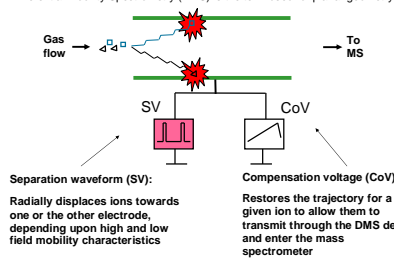 Gas
flow
To
MS
SV
CoV
Separation waveform (SV):
Radially displaces ions towards
one or the other electrode,
depending upon high and low
field mobility characteristics
Compensation voltage (CoV)
Restores the trajectory for a
given ion to allow them to
transmit through the DMS de
and enter the mass
spectrometer